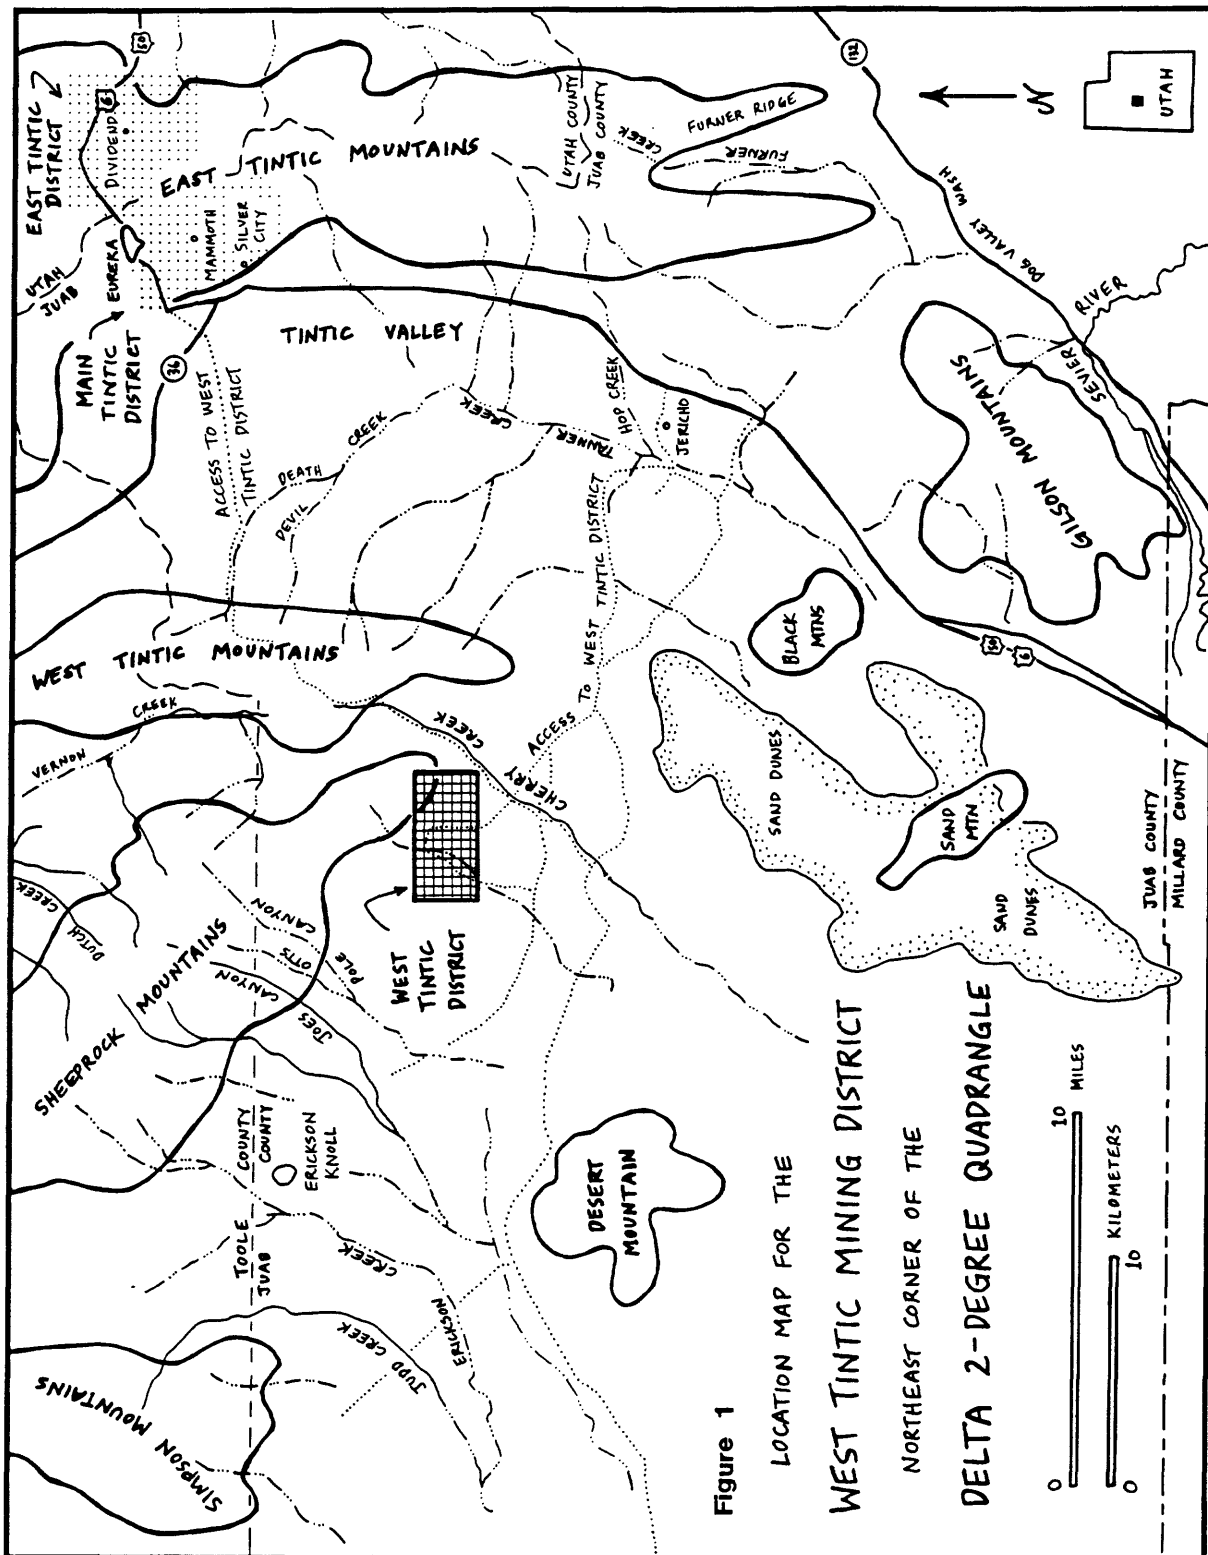 SIMPSON MOUNTAINS
SHEEPROCK
MOUNTAINS
DUTCH
CREEK
VERNON
CREEK
WEST TINTIC MOUNTAINS
MAIN
TINTIC
DISTRICT
UTAH
JUAB
EUREKA
EAST TINTIC
DISTRICT
DIVIDEND
6
50
MAMMOTH
SILVER
CITY
36
ACCESS TO WEST
TINTIC DISTRICT
EAST TINTIC MOUNTAINS
TINTIC VALLEY
DEVIL
DEATH
CREEK
TANNER
CREEK
HOP CREEK
JERICHO
UTAH COUNTY
JUAB COUNTY
FURNER RIDGE
FURNER
CREEK
132
DOG VALLEY WASH
N
UTAH
SEVIER
RIVER
GILSON MOUNTAINS
TOOLE
JUAB
COUNTY
COUNTY
ERICKSON
KNOLL
JUDD CREEK
ERICKSON
CREEK
JOES
CANYON
OTTS
POLE
CANYON
WEST
TINTIC
DISTRICT
CHERRY
CREEK
ACCESS TO WEST TINTIC DISTRICT
DESERT
MOUNTAIN
BLACK
MTNS
SAND DUNES
SAND
MTN
SAND
DUNES
50
6
JUAB COUNTY
MILLARD COUNTY
Figure 1
LOCATION MAP FOR THE
WEST TINTIC MINING DISTRICT
NORTHEAST CORNER OF THE
DELTA 2-DEGREE QUADRANGLE
0
10
MILES
0
10
KILOMETERS